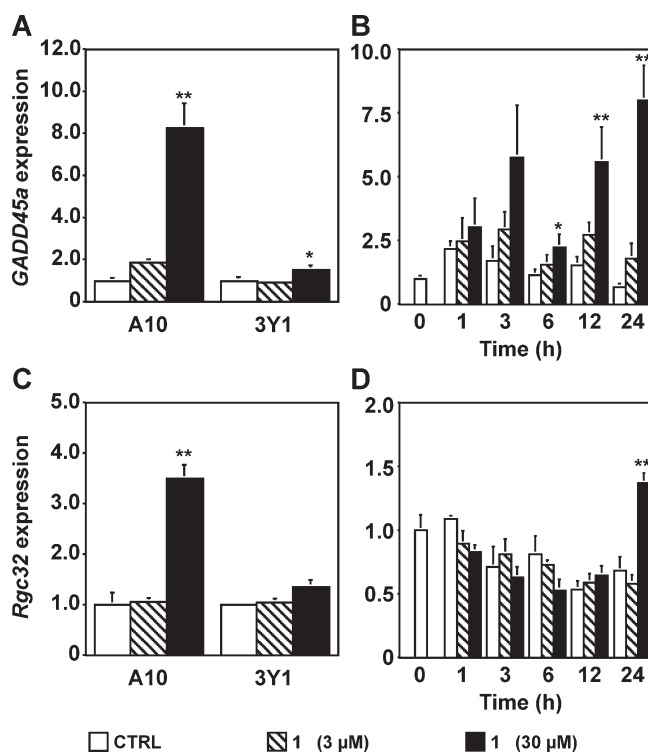 A
GADD45a expression
12.0
10.0
8.0
6.0
4.0
2.0
0
**
*
A10
3Y1
B
10.0
7.5
5.0
2.5
0
*
**
**
0
1
3
6
12
24
Time (h)
C
Rgc32 expression
5.0
4.0
3.0
2.0
1.0
0
**
A10
3Y1
D
2.0
1.5
1.0
0.5
0
**
0
1
3
6
12
24
Time (h)
CTRL
1 (3 μM)
1 (30 μM)